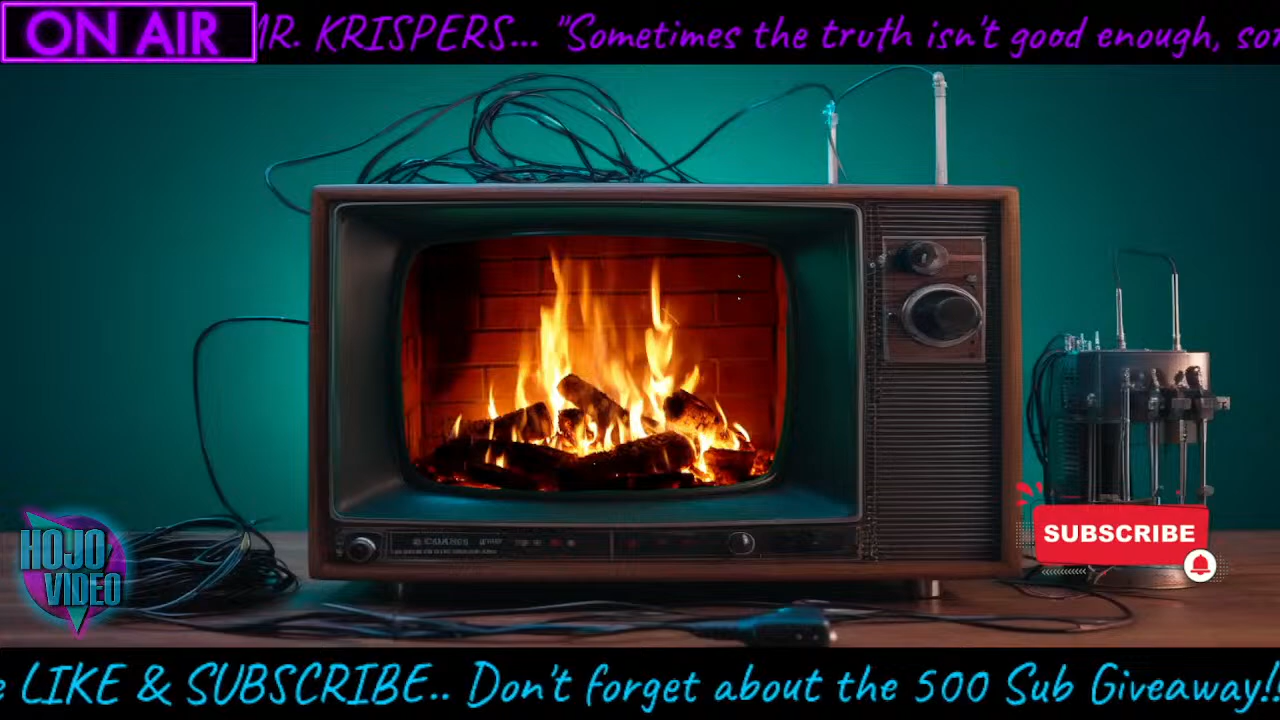 ON AIR
MR. KRISPERS... "Sometimes the truth isn't good enough, so
HOJO
VIDEO
SUBSCRIBE
LIKE & SUBSCRIBE.. Don't forget about the 500 Sub Giveaway!!